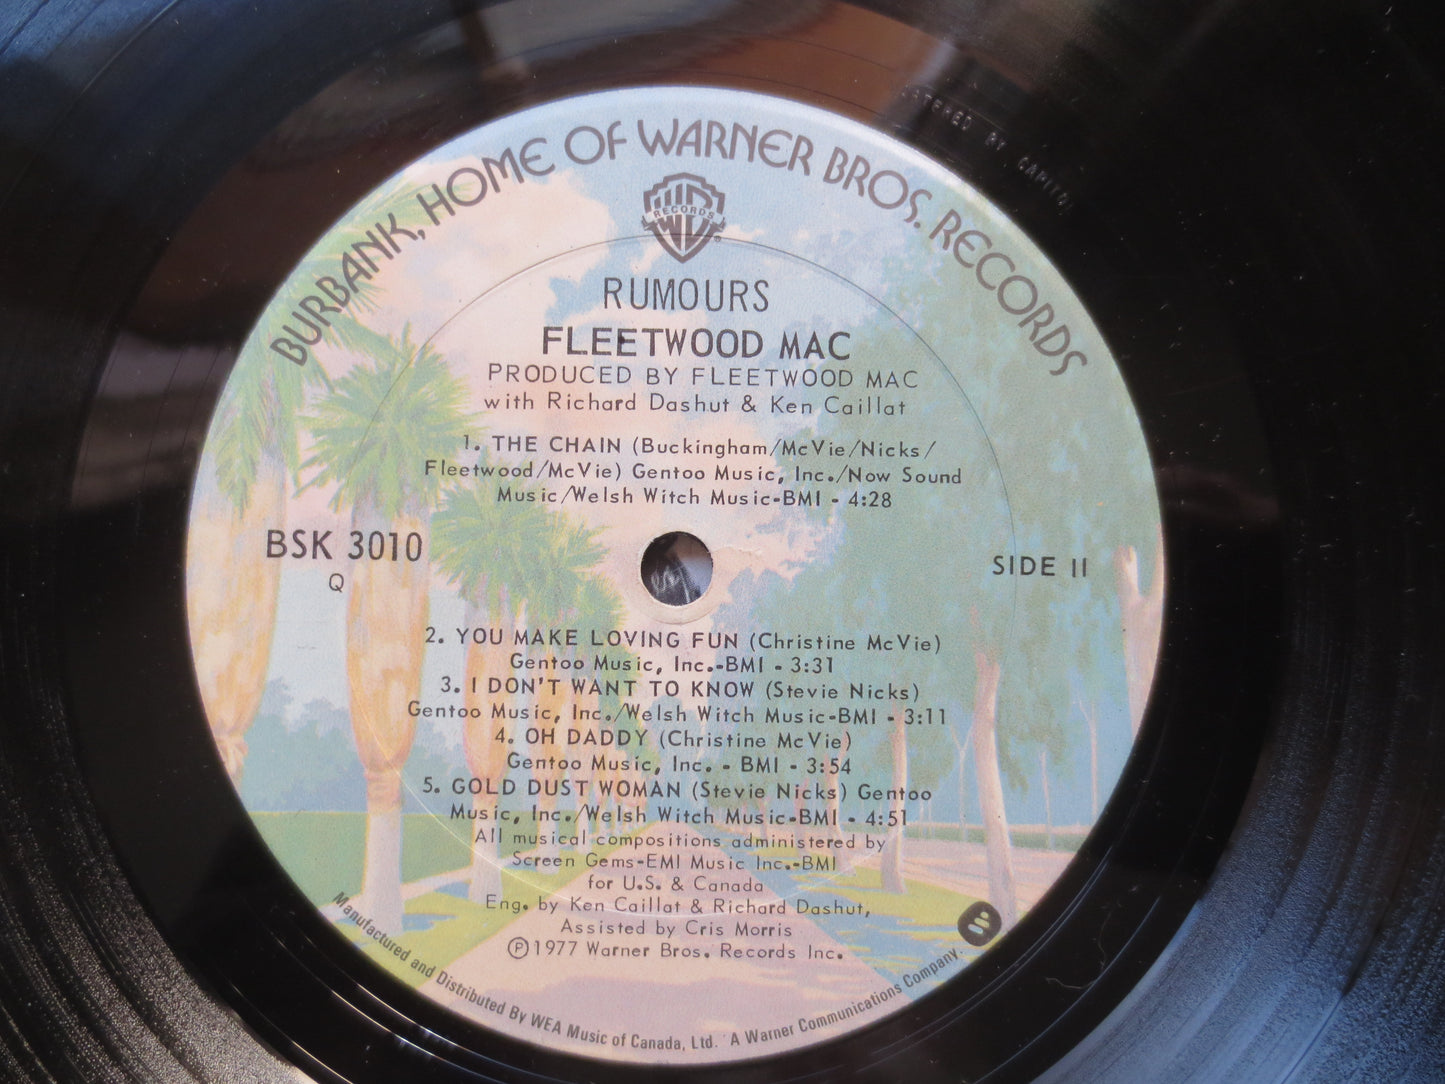 BURBANK, HOME OF WARNER BROS. RECORDS
RECORDS
RUMOURS
FLEETWOOD MAC
PRODUCED BY FLEETWOOD MAC
with Richard Dashut & Ken Caillat
1. THE CHAIN (Buckingham/McVie/Nicks/
Fleetwood/McVie) Gentoo Music, Inc./Now Sound
Music/Welsh Witch Music-BMI - 4:28
BSK 3010
Q
SIDE II
2. YOU MAKE LOVING FUN (Christine McVie)
Gentoo Music, Inc.-BMI - 3:31
3. I DON'T WANT TO KNOW (Stevie Nicks)
Gentoo Music, Inc./Welsh Witch Music-BMI - 3:11
4. OH DADDY (Christine McVie)
Gentoo Music, Inc. - BMI - 3:54
5. GOLD DUST WOMAN (Stevie Nicks) Gentoo
Music, Inc./Welsh Witch Music-BMI - 4:51
All musical compositions administered by
Screen Gems-EMI Music Inc.-BMI
for U.S. & Canada
Eng. by Ken Caillat & Richard Dashut,
Assisted by Cris Morris
Ⓟ1977 Warner Bros. Records Inc.
Manufactured and Distributed By WEA Music of Canada, Ltd. A Warner Communications Company.
BY CAPITOL